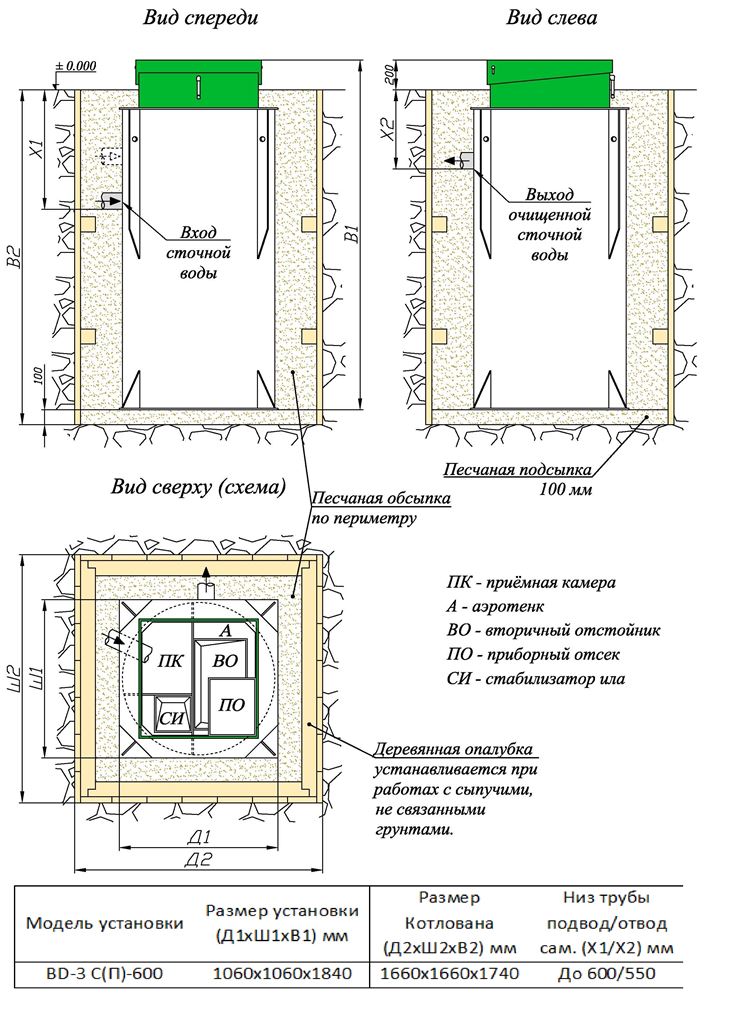 Вид спереди
Вид слева
± 0.000
200
X1
X2
B2
B1
Вход
сточной
воды
Выход
очищенной
сточной
воды
100
Песчаная подсыпка
100 мм
Вид сверху (схема)
Песчаная обсыпка
по периметру
ПК - приёмная камера
А - аэротенк
ВО - вторичный отстойник
ПО - приборный отсек
СИ - стабилизатор ила
Ш2
Ш1
А
ПК
ВО
СИ
ПО
Деревянная опалубка
устанавливается при
работах с сыпучими,
не связанными
грунтами.
Д1
Д2
Модель установки
Размер установки
(Д1хШ1хВ1) мм
Размер
Котлована
(Д2хШ2хВ2) мм
Низ трубы
подвод/отвод
сам. (Х1/Х2) мм
BD-3 С(П)-600
1060х1060х1840
1660х1660х1740
До 600/550